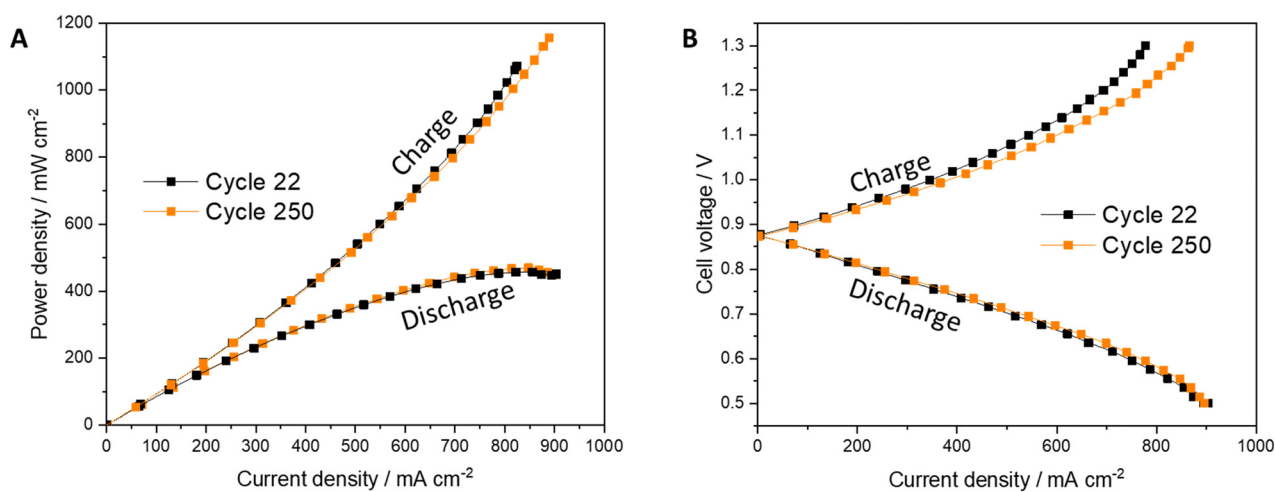 A
1200
1000
800
600
400
200
0
Power density / mW cm⁻²
Cycle 22
Cycle 250
Charge
Discharge
0 100 200 300 400 500 600 700 800 900 1000
Current density / mA cm⁻²
B
1.3
1.2
1.1
1.0
0.9
0.8
0.7
0.6
0.5
Cell voltage / V
Charge
Cycle 22
Cycle 250
Discharge
0 200 400 600 800 1000
Current density / mA cm⁻²